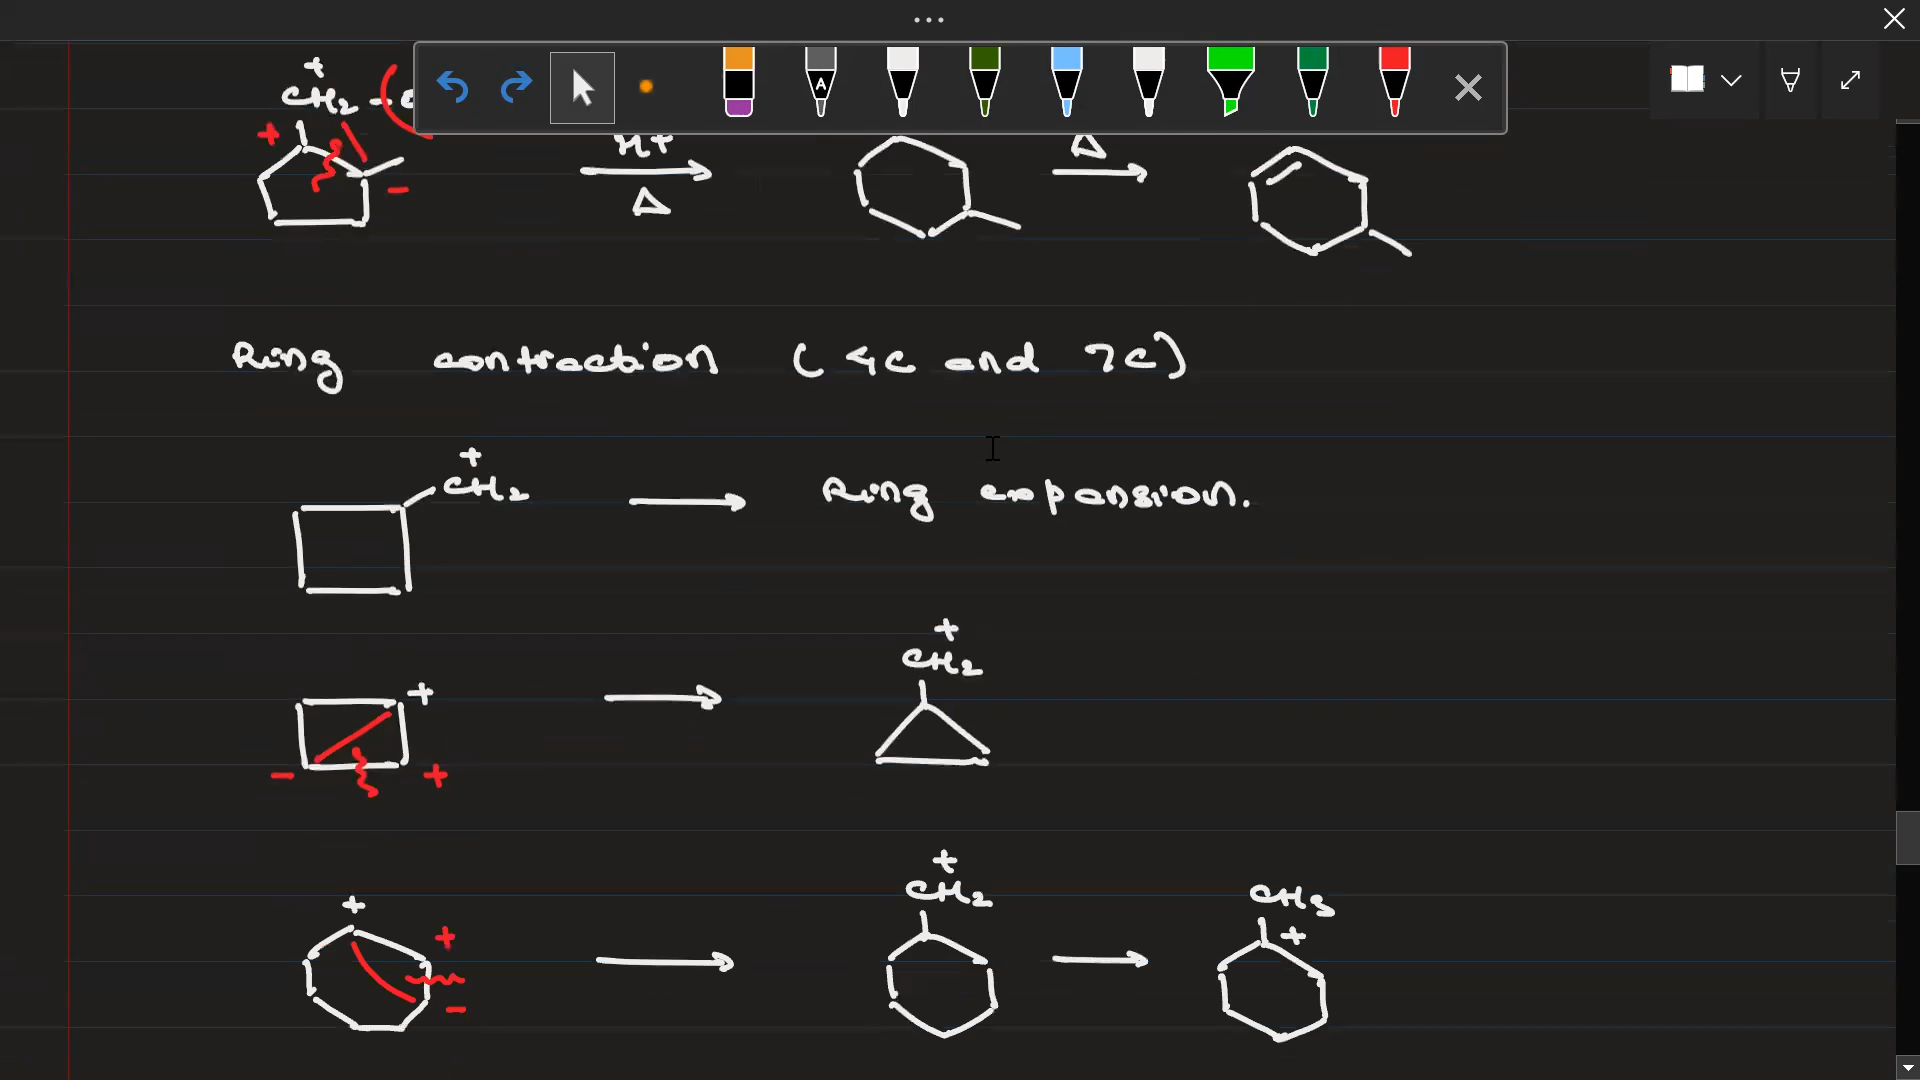 +
CH2 -
+
-
H+
Δ
Δ
A
Ring contraction (4C and 7C)
+
CH2
Ring expansion.
+
CH2
+
-
+
+
CH2
CH3
+
+
+
-